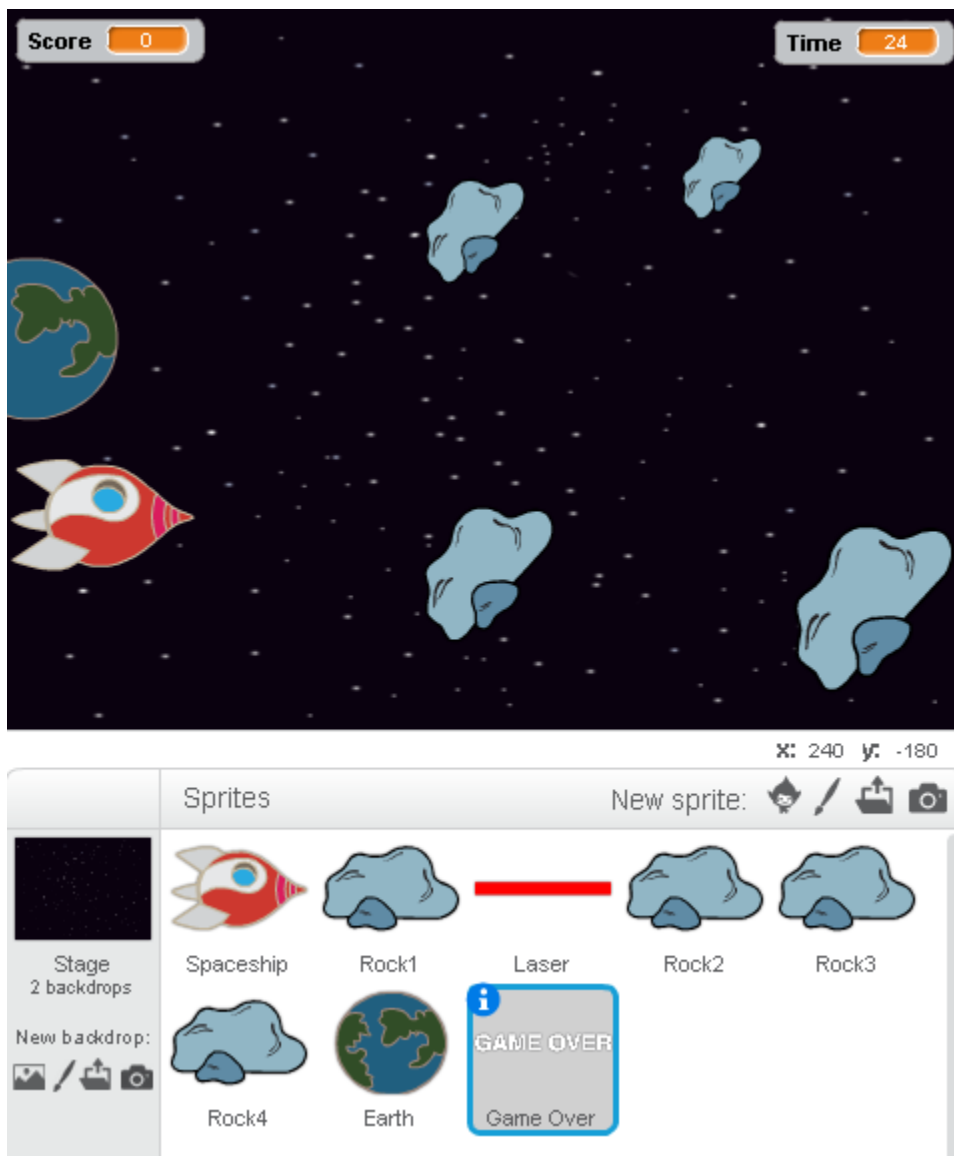 Score 0
Time 24
x: 240 y: -180
Sprites
New sprite:
Stage
2 backdrops
New backdrop:
Spaceship
Rock1
Laser
Rock2
Rock3
Rock4
Earth
GAME OVER
Game Over